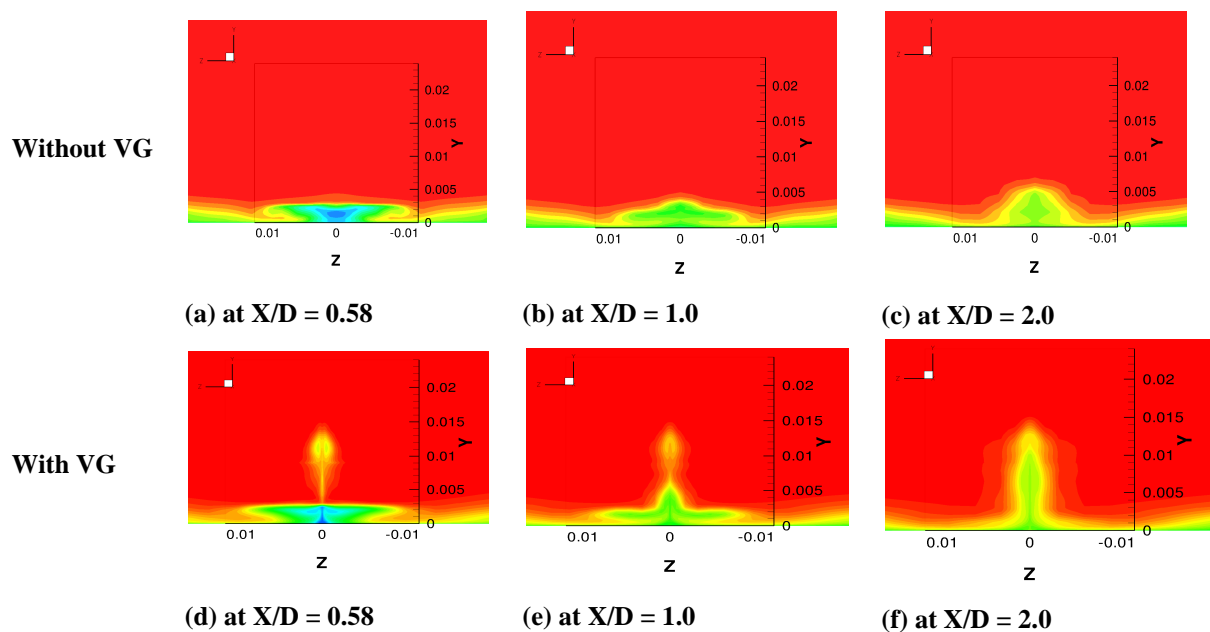 Without VG
Y
Z
0.02
0.015
Y
0.01
0.005
0
0.01 0 -0.01
Z
(a) at X/D = 0.58
Y
Z
0.02
0.015
Y
0.01
0.005
0
0.01 0 -0.01
Z
(b) at X/D = 1.0
Y
Z
0.02
0.015
Y
0.01
0.005
0
0.01 0 -0.01
Z
(c) at X/D = 2.0
With VG
Y
Z
0.02
0.015
Y
0.01
0.005
0
0.01 0 -0.01
Z
(d) at X/D = 0.58
Y
Z
0.02
0.015
Y
0.01
0.005
0
0.01 0 -0.01
Z
(e) at X/D = 1.0
Y
Z
0.02
0.015
Y
0.01
0.005
0
0.01 0 -0.01
Z
(f) at X/D = 2.0